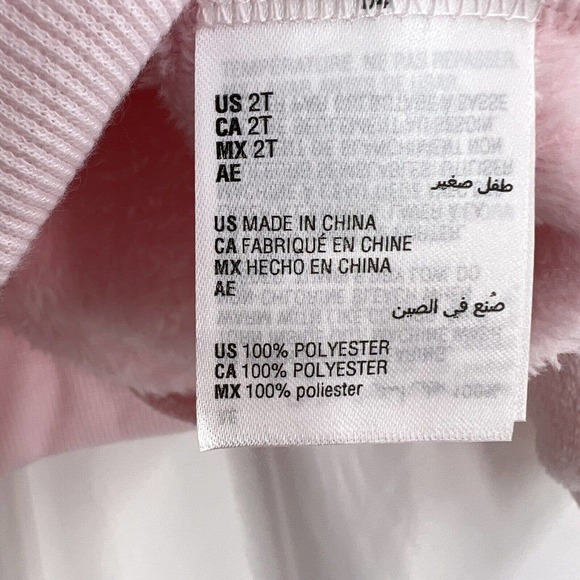 US 2T
CA 2T
MX 2T
AE
طفل صغير
US MADE IN CHINA
CA FABRIQUÉ EN CHINE
MX HECHO EN CHINA
AE
صُنع في الصين
US 100% POLYESTER
CA 100% POLYESTER
MX 100% poliester